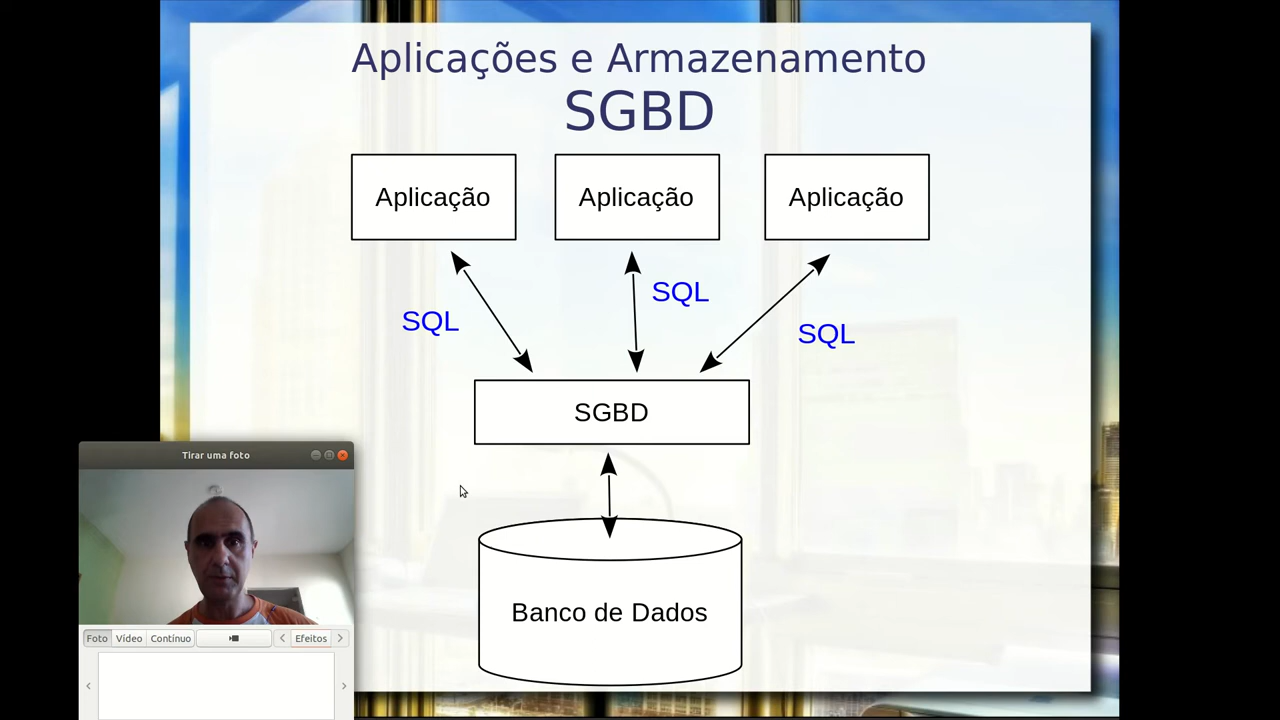 Aplicações e Armazenamento
SGBD
Aplicação
Aplicação
Aplicação
SQL
SQL
SQL
SGBD
Banco de Dados
Tirar uma foto
Foto
Vídeo
Contínuo
Efeitos